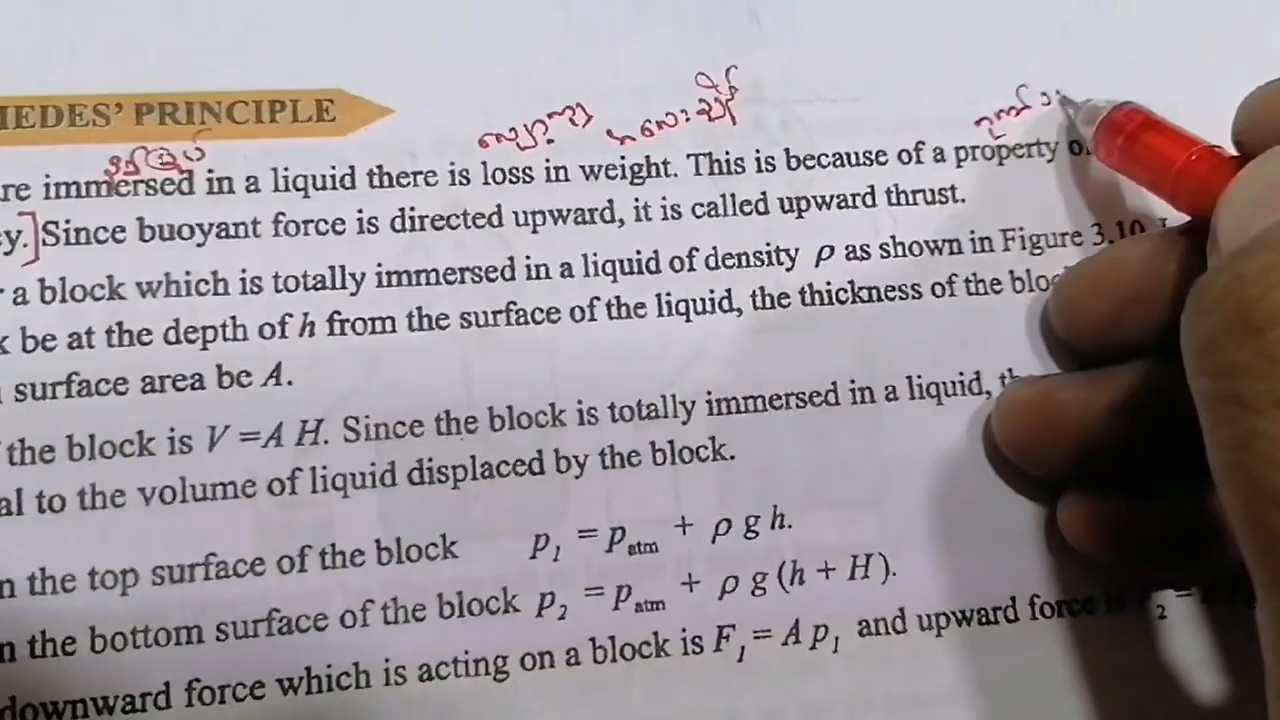 IEDES' PRINCIPLE
လျော့ကျ
re immersed in a liquid there is loss in weight. This is because of a property
y.] Since buoyant force is directed upward, it is called upward thrust.
a block which is totally immersed in a liquid of density ρ as shown in Figure 3.10
be at the depth of h from the surface of the liquid, the thickness of the
surface area be A.
the block is V = A H. Since the block is totally immersed in a liquid,
al to the volume of liquid displaced by the block.
n the top surface of the block p₁ = pₐₜₘ + ρ g h.
n the bottom surface of the block p₂ = pₐₜₘ + ρ g (h + H).
downward force which is acting on a block is F₁ = A p₁ and upward force